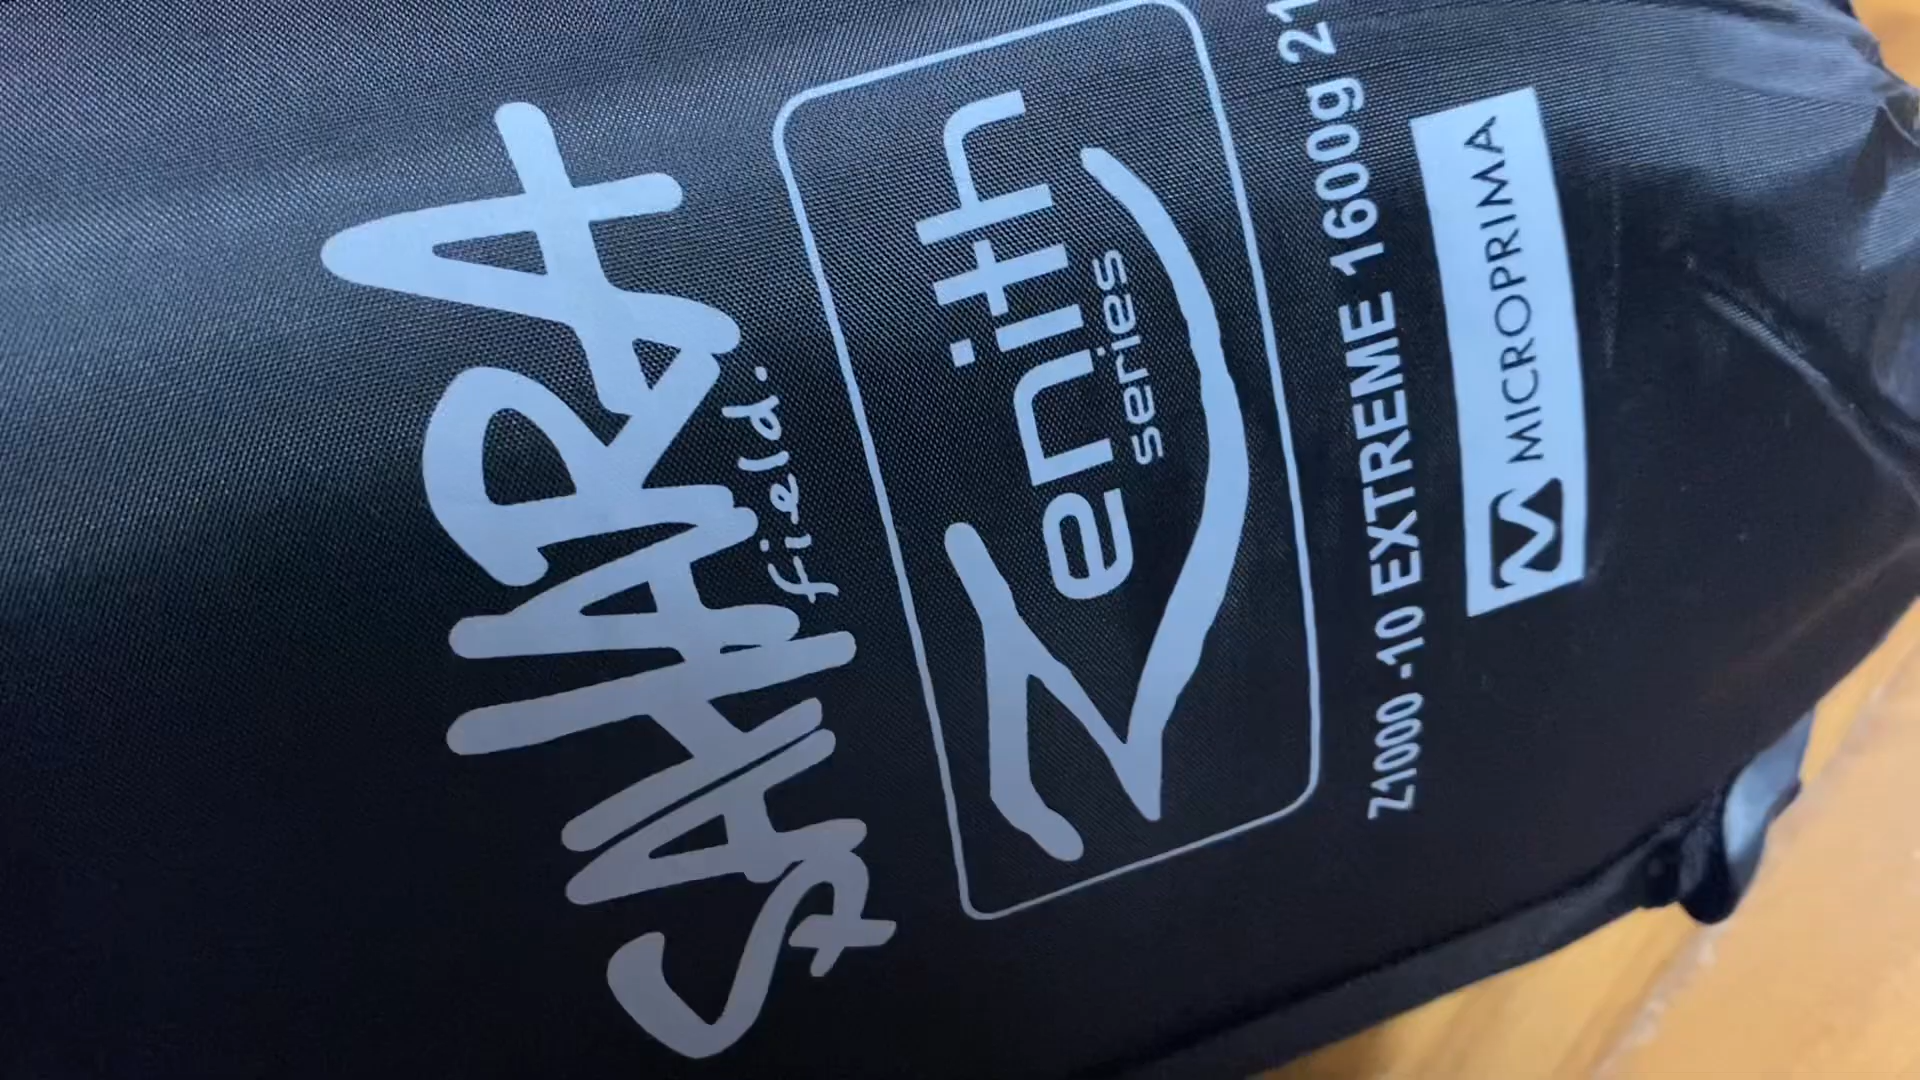 SAHARA
field.
Zenith
series
Z1000 -10 EXTREME 1600g 21
MICROPRIMA